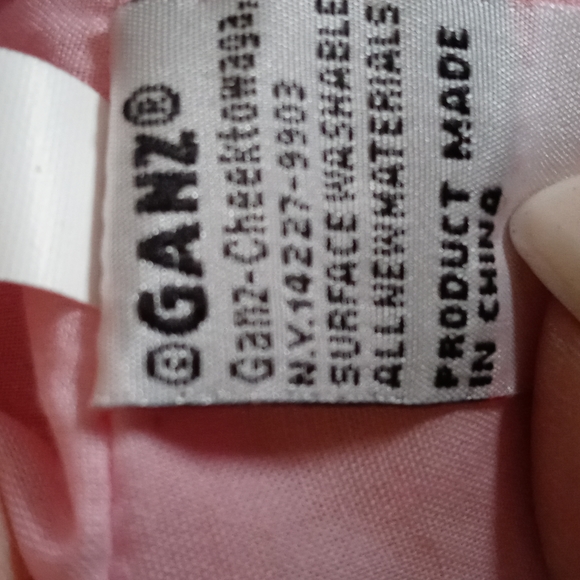 ©GANZ®
Ganz-Cheektowaga,
N.Y.14227-9903
SURFACE WASHABLE
ALL NEW MATERIALS
PRODUCT MADE
IN CHINA